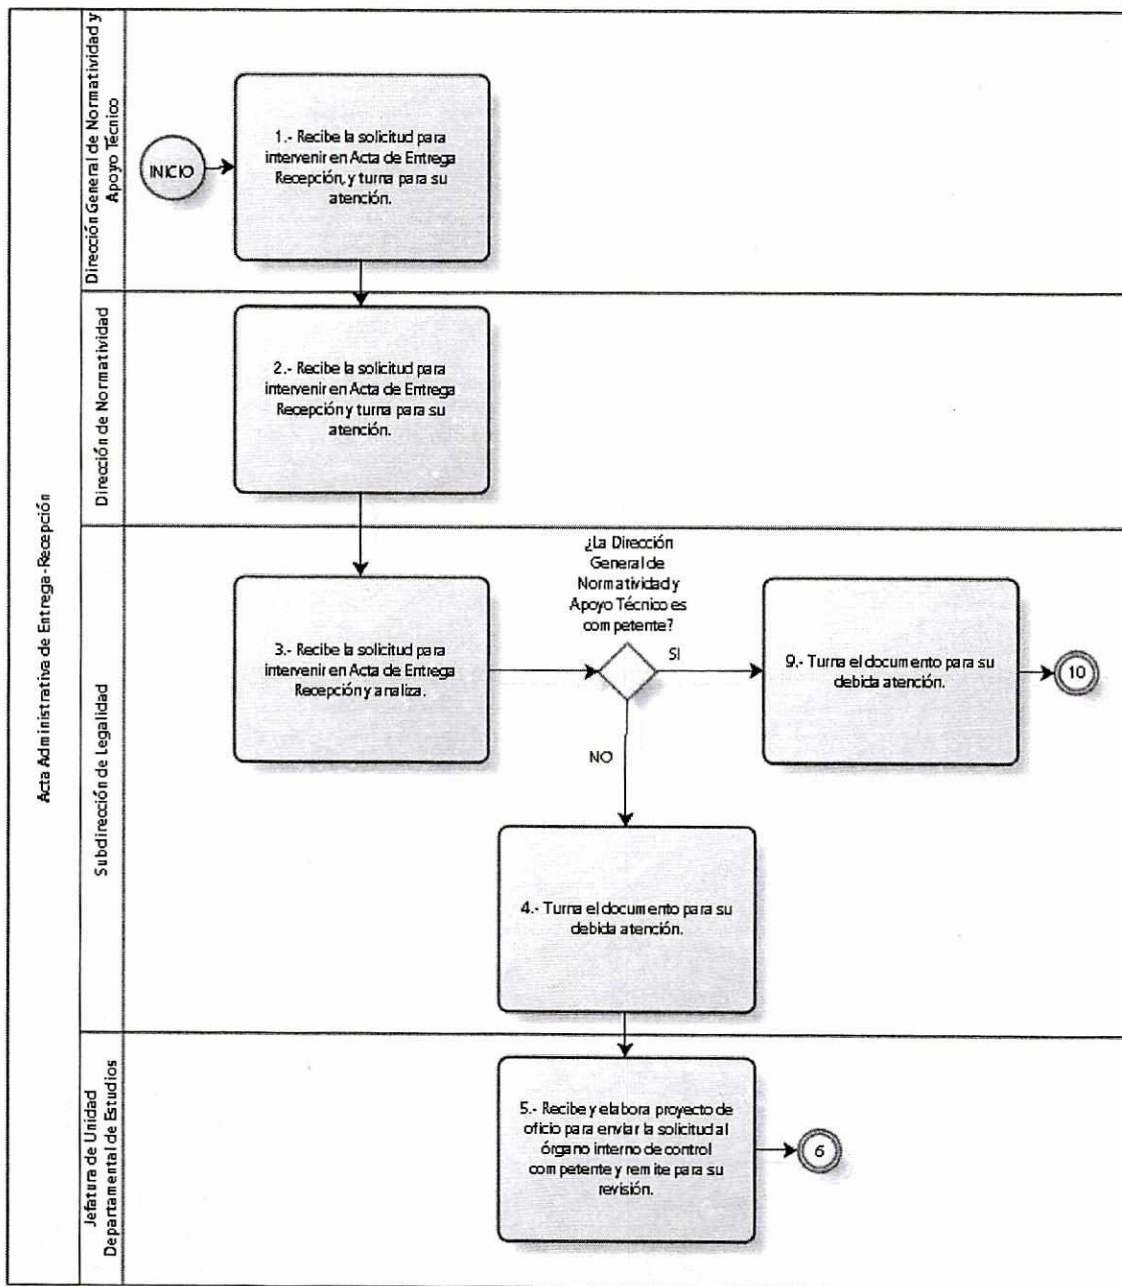 Acta Administrativa de Entrega-Recepción
Dirección General de Normatividad y
Apoyo Técnico
INICIO
1.- Recibe la solicitud para
intervenir en Acta de Entrega
Recepción, y turna para su
atención.
Dirección de Normatividad
2.- Recibe la solicitud para
intervenir en Acta de Entrega
Recepción y turna para su
atención.
Subdirección de Legalidad
3.- Recibe la solicitud para
intervenir en Acta de Entrega
Recepción y analiza.
¿La Dirección
General de
Normatividad y
Apoyo Técnico es
competente?
SI
9.- Turna el documento para su
debida atención.
10
NO
4.- Turna el documento para su
debida atención.
Jefatura de Unidad
Departamental de Estudios
5.- Recibe y elabora proyecto de
oficio para enviar la solicitud al
órgano interno de control
competente y remite para su
revisión.
6